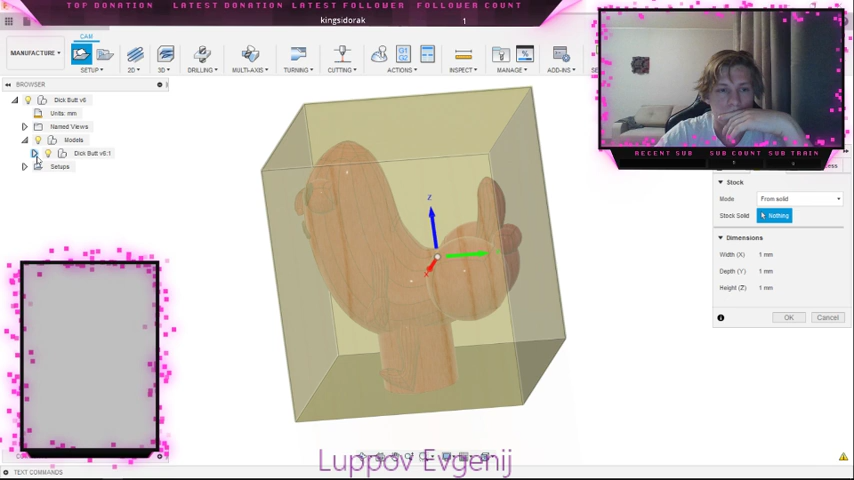 TOP DONATION LATEST DONATION LATEST FOLLOWER FOLLOWER COUNT
kingsidorak 1
CAM
MANUFACTURE
SETUP 2D 3D DRILLING MULTI-AXIS TURNING CUTTING ACTIONS INSPECT MANAGE ADD-INS
G1
G2
BROWSER
Dick Butt v6
Units: mm
Named Views
Models
Dick Butt v6:1
Setups
RECENT SUB SUB COUNT SUB TRAIN
Stock
Mode From solid
Stock Solid Nothing
Dimensions
Width (X) 1 mm
Depth (Y) 1 mm
Height (Z) 1 mm
OK Cancel
Z
X
Luppov Evgenij
TEXT COMMANDS